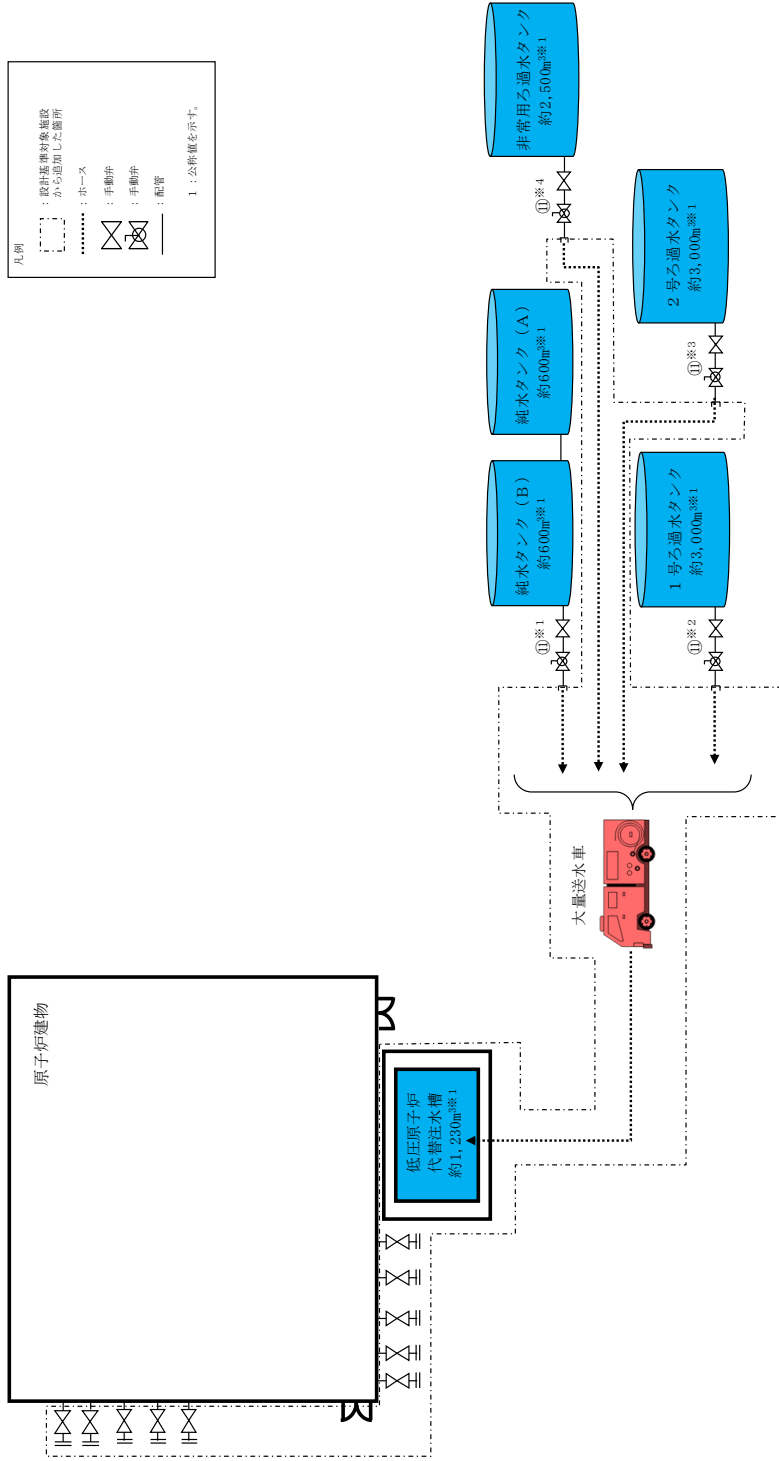 凡例
：設計基準対象施設
から追加した箇所
：ホース
：手動弁
：手動弁
：配管
1：公称値を示す。
非常用ろ過水タンク
約2,500m³※1
⑪※4
純水タンク（A）
約600m³※1
純水タンク（B）
約600m³※1
⑪※1
2号ろ過水タンク
約3,000m³※1
⑪※3
1号ろ過水タンク
約3,000m³※1
⑪※2
大量送水車
原子炉建物
低圧原子炉
代替注水槽
約1,230m³※1